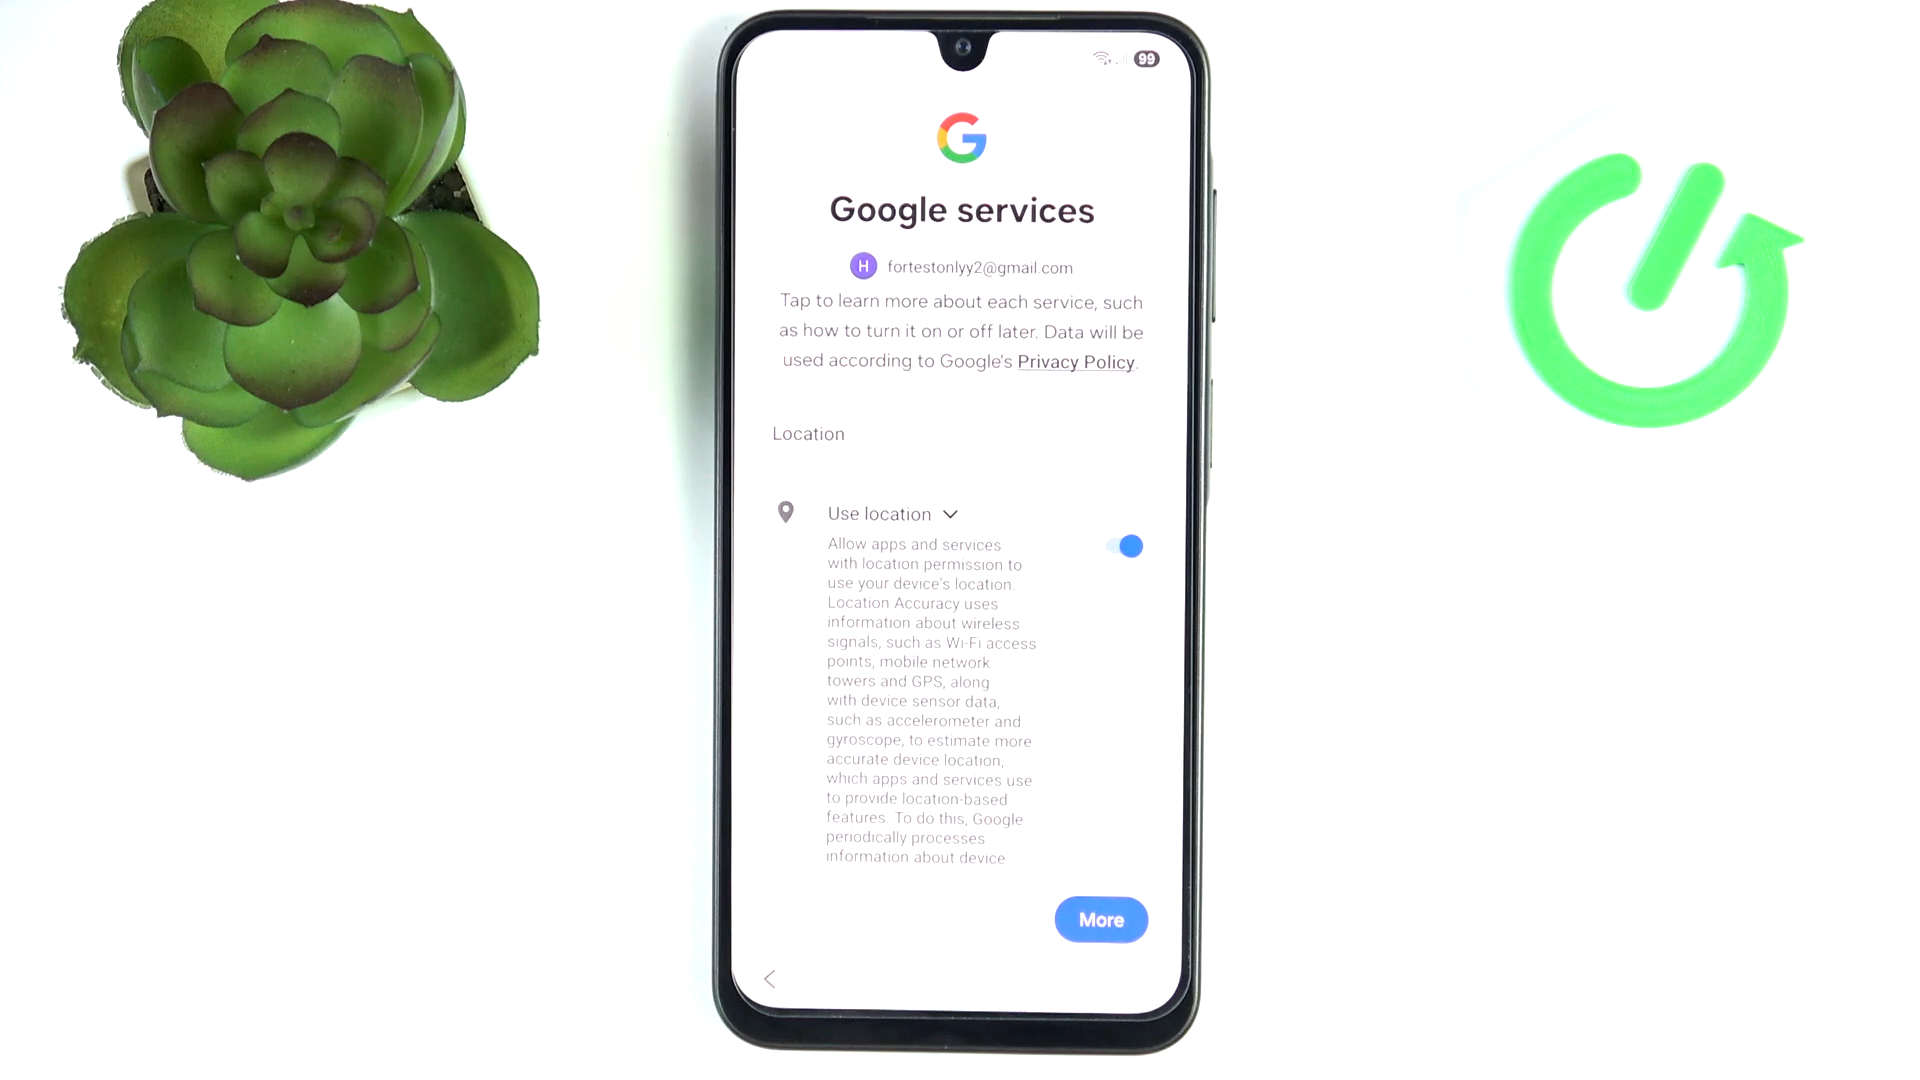 99
Google services
H fortestonlyy2@gmail.com
Tap to learn more about each service, such
as how to turn it on or off later. Data will be
used according to Google's Privacy Policy.
Location
Use location
Allow apps and services
with location permission to
use your device's location.
Location Accuracy uses
information about wireless
signals, such as Wi-Fi access
points, mobile network
towers and GPS, along
with device sensor data,
such as accelerometer and
gyroscope, to estimate more
accurate device location,
which apps and services use
to provide location-based
features. To do this, Google
periodically processes
information about device
More